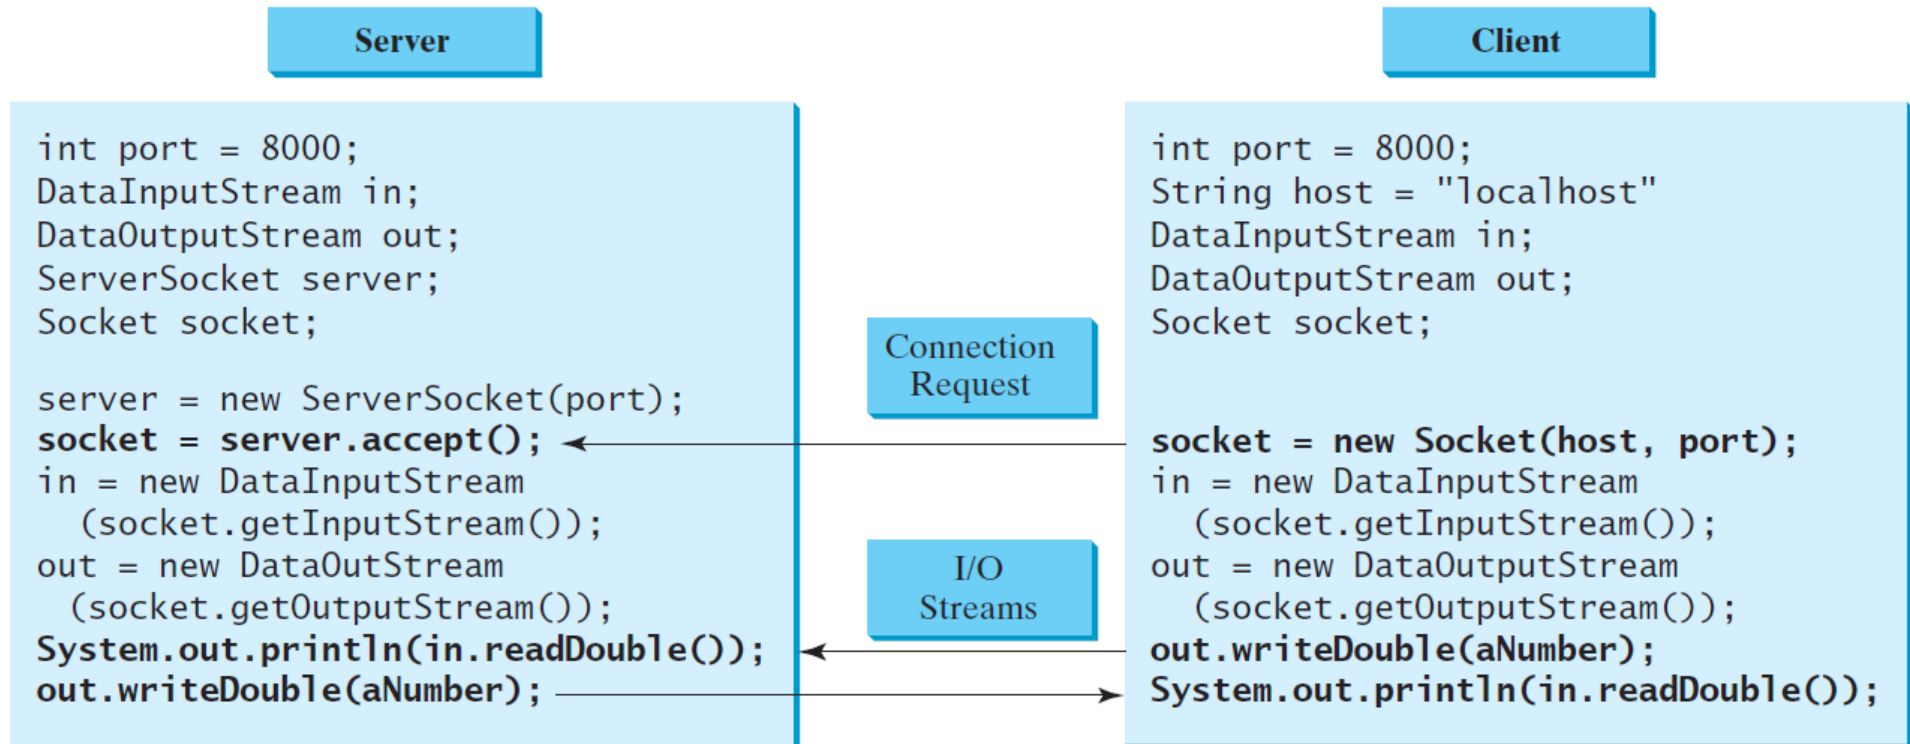 Server
int port = 8000;
DataInputStream in;
DataOutputStream out;
ServerSocket server;
Socket socket;
server = new ServerSocket(port);
socket = server.accept();
in = new DataInputStream
(socket.getInputStream());
out = new DataOutStream
(socket.getOutputStream());
System.out.println(in.readDouble());
out.writeDouble(aNumber);
Connection
Request
I/O
Streams
Client
int port = 8000;
String host = "localhost"
DataInputStream in;
DataOutputStream out;
Socket socket;
socket = new Socket(host, port);
in = new DataInputStream
(socket.getInputStream());
out = new DataOutputStream
(socket.getOutputStream());
out.writeDouble(aNumber);
System.out.println(in.readDouble());